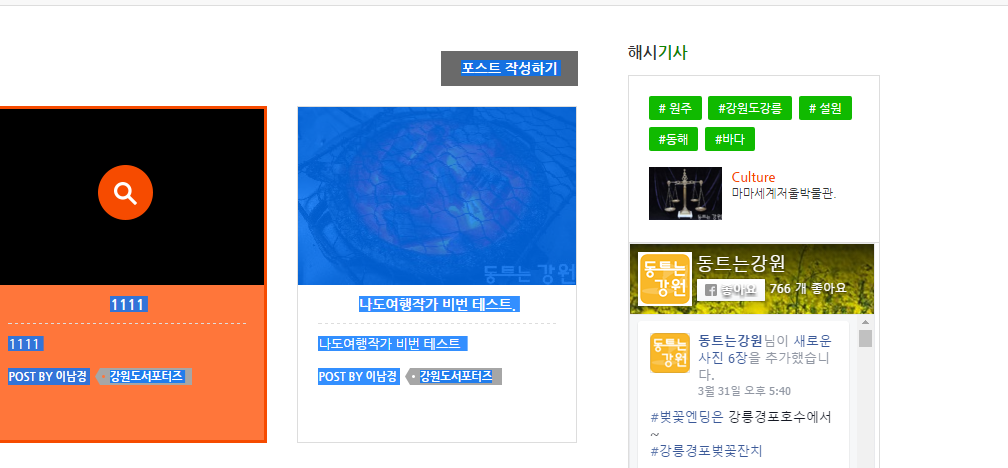 포스트 작성하기
1111
1111
POST BY 이남경 강원도서포터즈
동트는 강원
나도여행작가 비번 테스트.
나도여행작가 비번 테스트
POST BY 이남경 강원도서포터즈
해시기사
# 원주 #강원도강릉 # 설원
#동해 #바다
Culture
마마세계저울박물관.
동트는강원
동트는강원
좋아요 766 개 좋아요
동트는강원
동트는강원님이 새로운
사진 6장을 추가했습니
다.
3월 31일 오후 5:40
#벚꽃엔딩은 강릉경포호수에서
~
#강릉경포벚꽃잔치